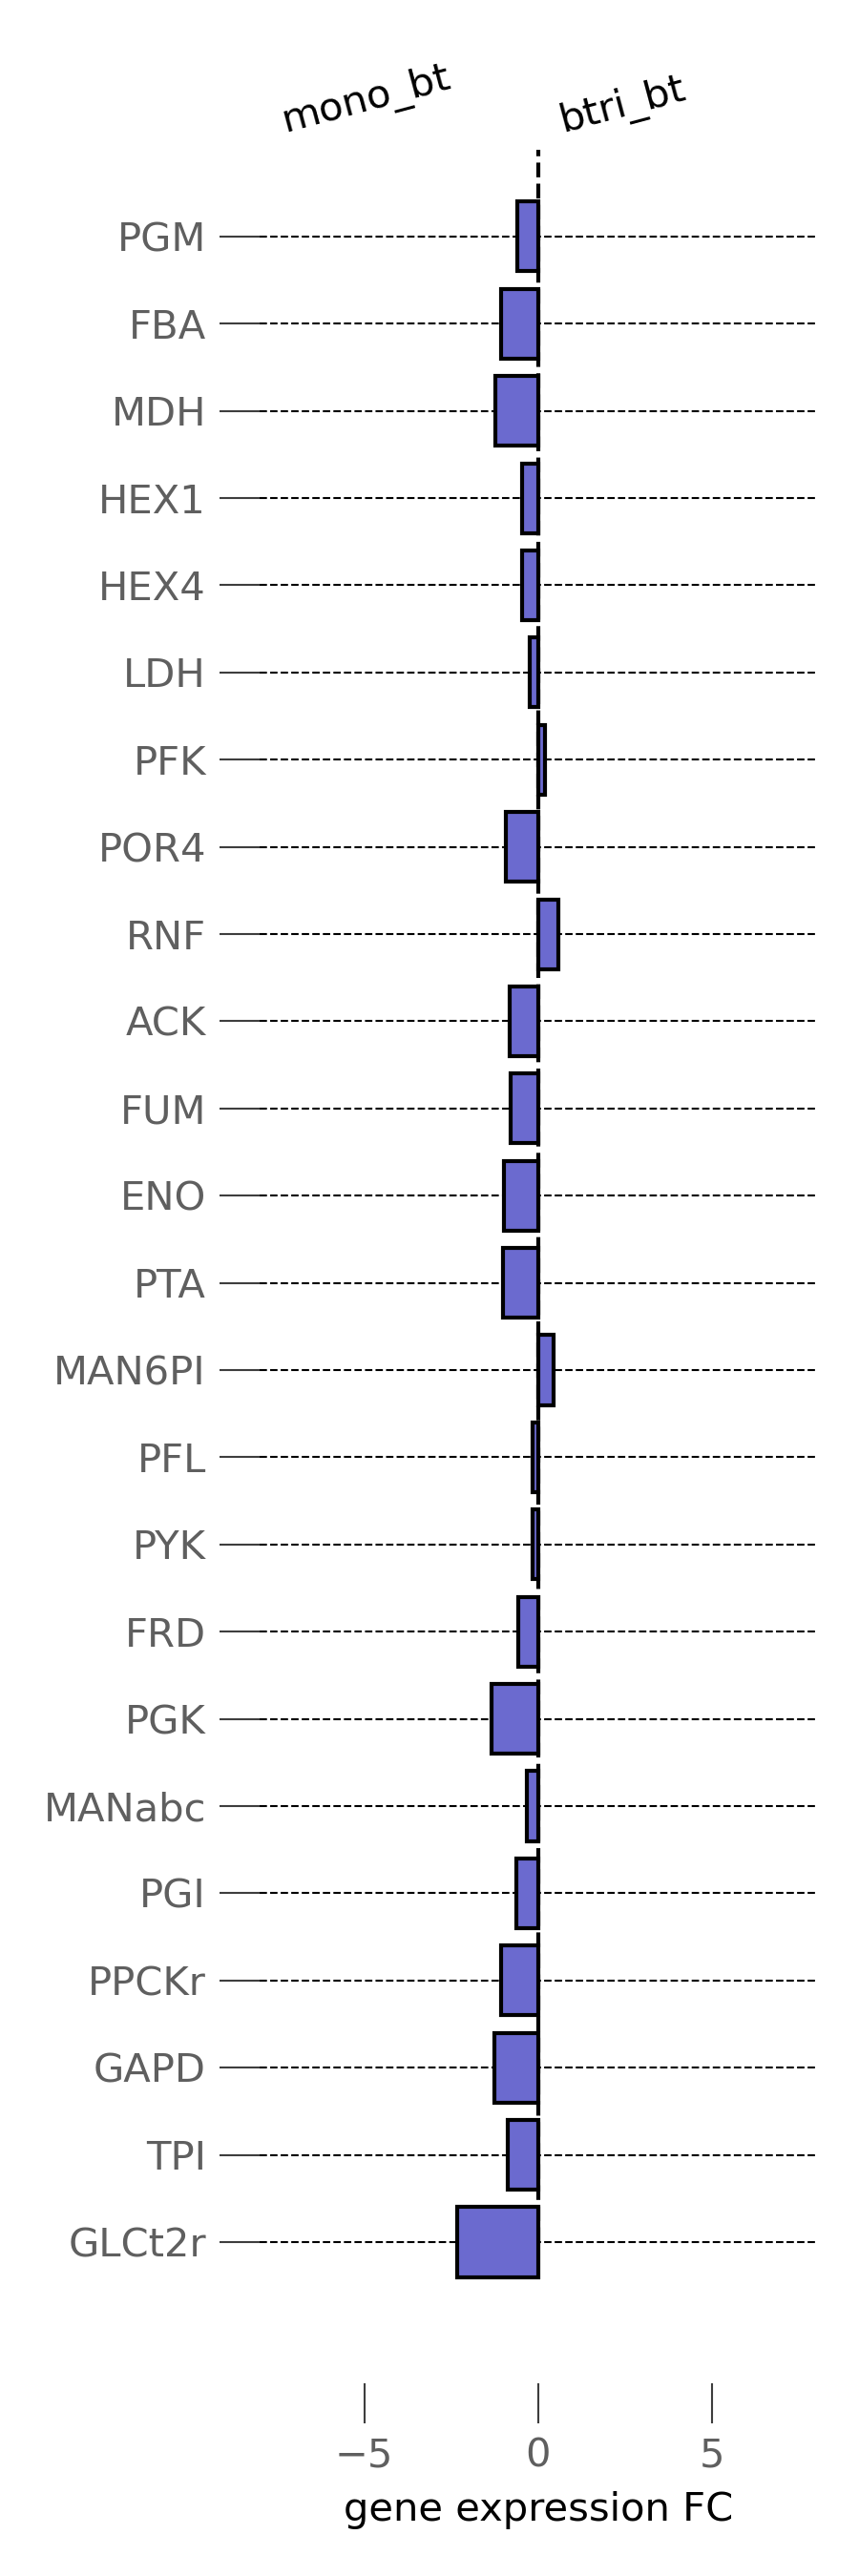 mono_bt btri_bt
PGM
FBA
MDH
HEX1
HEX4
LDH
PFK
POR4
RNF
ACK
FUM
ENO
PTA
MAN6PI
PFL
PYK
FRD
PGK
MANabc
PGI
PPCKr
GAPD
TPI
GLCt2r
−5 0 5
gene expression FC